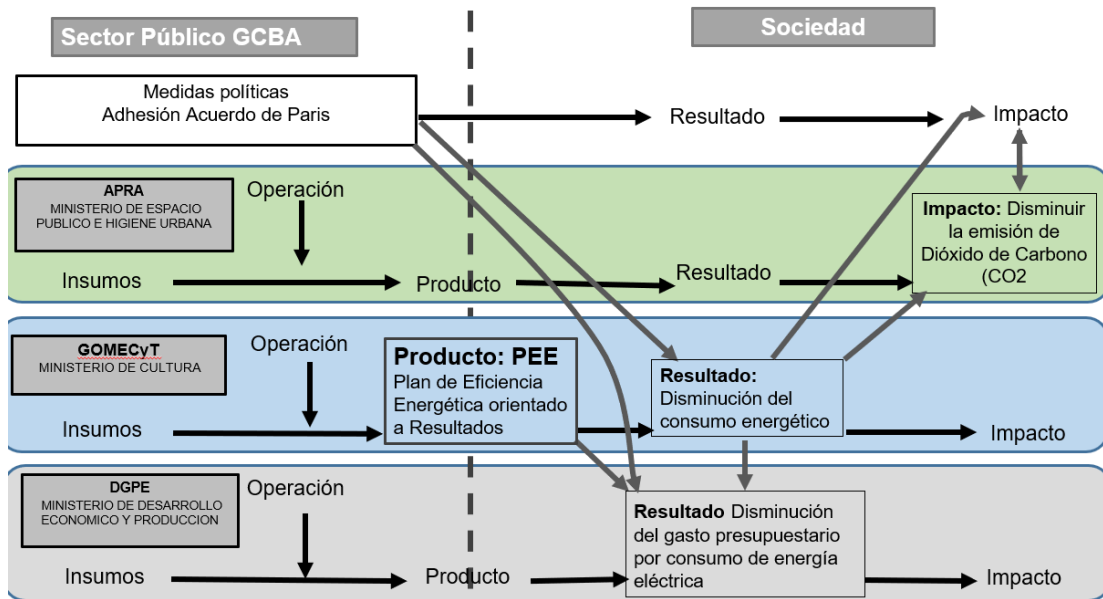 Sector Público GCBA
Sociedad
Medidas políticas
Adhesión Acuerdo de Paris
Resultado
Impacto
APRA
MINISTERIO DE ESPACIO
PUBLICO E HIGIENE URBANA
Operación
Impacto: Disminuir
la emisión de
Dióxido de Carbono
(CO2
Insumos
Producto
Resultado
GOMECyT
MINISTERIO DE CULTURA
Operación
Producto: PEE
Plan de Eficiencia
Energética orientado
a Resultados
Resultado:
Disminución del
consumo energético
Insumos
Impacto
DGPE
MINISTERIO DE DESARROLLO
ECONOMICO Y PRODUCCION
Operación
Resultado Disminución
del gasto presupuestario
por consumo de energía
eléctrica
Insumos
Producto
Impacto